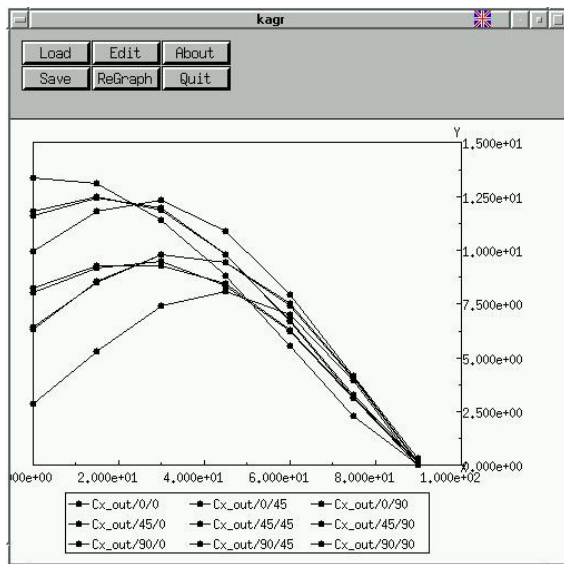 kagr
Load Edit About
Save ReGraph Quit
Y
1.500e+01
1.250e+01
1.000e+01
7.500e+00
5.000e+00
2.500e+00
0.000e+00
00e+00 2.000e+01 4.000e+01 6.000e+01 8.000e+01 1.000e+02
Cx_out/0/0 Cx_out/0/45 Cx_out/0/90
Cx_out/45/0 Cx_out/45/45 Cx_out/45/90
Cx_out/90/0 Cx_out/90/45 Cx_out/90/90